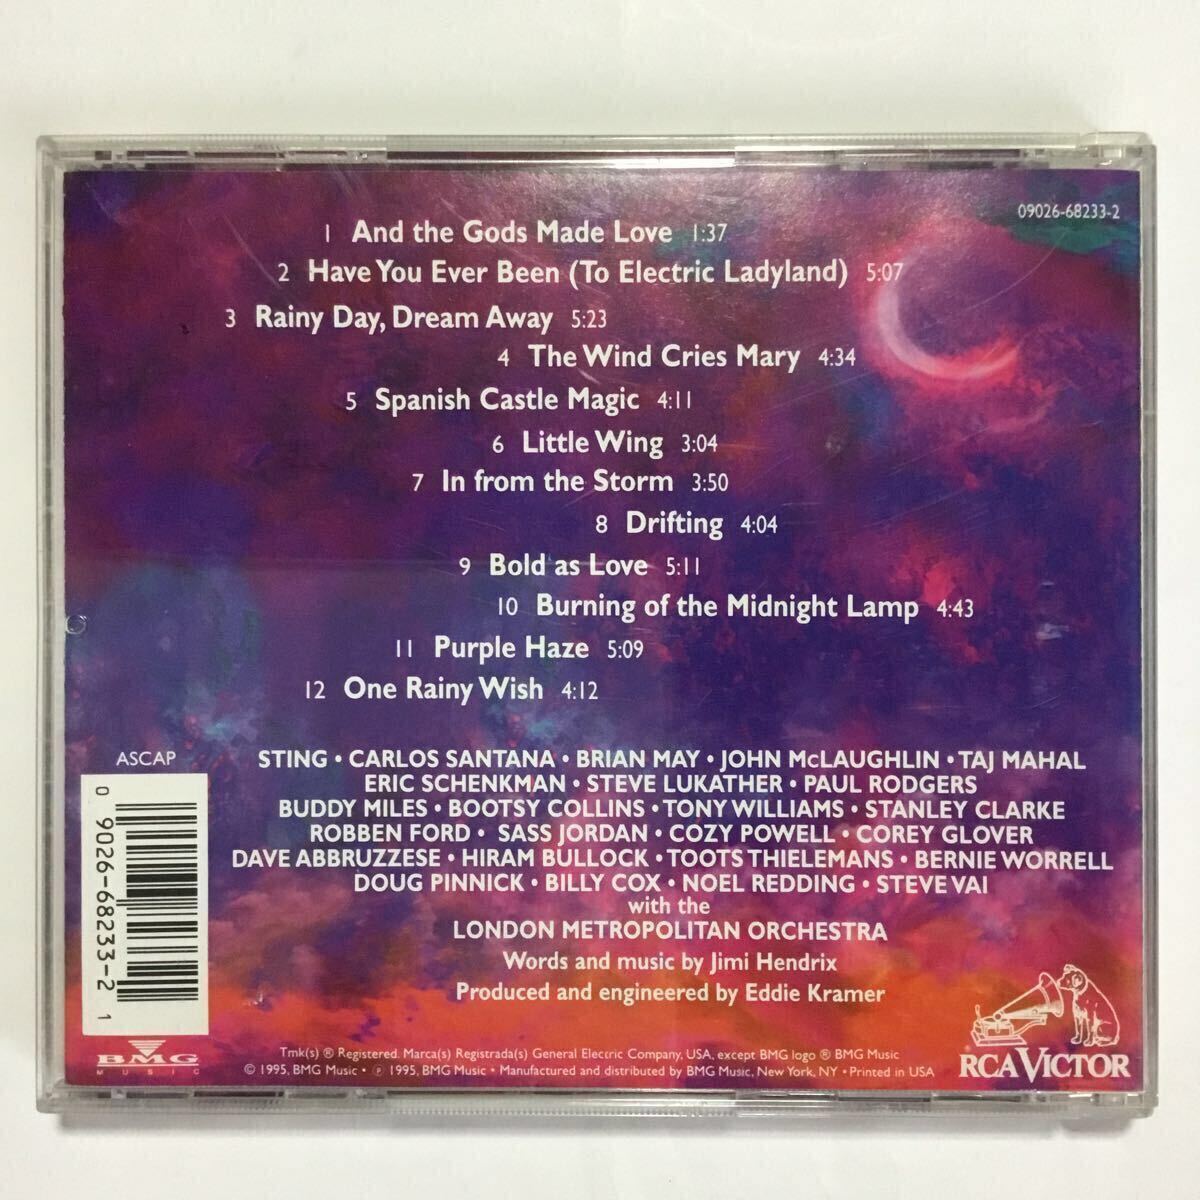 09026-68233-2
1 And the Gods Made Love 1:37
2 Have You Ever Been (To Electric Ladyland) 5:07
3 Rainy Day, Dream Away 5:23
4 The Wind Cries Mary 4:34
5 Spanish Castle Magic 4:11
6 Little Wing 3:04
7 In from the Storm 3:50
8 Drifting 4:04
9 Bold as Love 5:11
10 Burning of the Midnight Lamp 4:43
11 Purple Haze 5:09
12 One Rainy Wish 4:12
ASCAP
0 90026-68233-2 1
STING • CARLOS SANTANA • BRIAN MAY • JOHN McLAUGHLIN • TAJ MAHAL
ERIC SCHENKMAN • STEVE LUKATHER • PAUL RODGERS
BUDDY MILES • BOOTSY COLLINS • TONY WILLIAMS • STANLEY CLARKE
ROBBEN FORD • SASS JORDAN • COZY POWELL • COREY GLOVER
DAVE ABBRUZZESE • HIRAM BULLOCK • TOOTS THIELEMANS • BERNIE WORRELL
DOUG PINNICK • BILLY COX • NOEL REDDING • STEVE VAI
with the
LONDON METROPOLITAN ORCHESTRA
Words and music by Jimi Hendrix
Produced and engineered by Eddie Kramer
BMG
MUSIC
RCA VICTOR
Tmk(s) ® Registered. Marca(s) Registrada(s) General Electric Company, USA, except BMG logo ® BMG Music
© 1995, BMG Music • ℗ 1995, BMG Music • Manufactured and distributed by BMG Music, New York, NY • Printed in USA